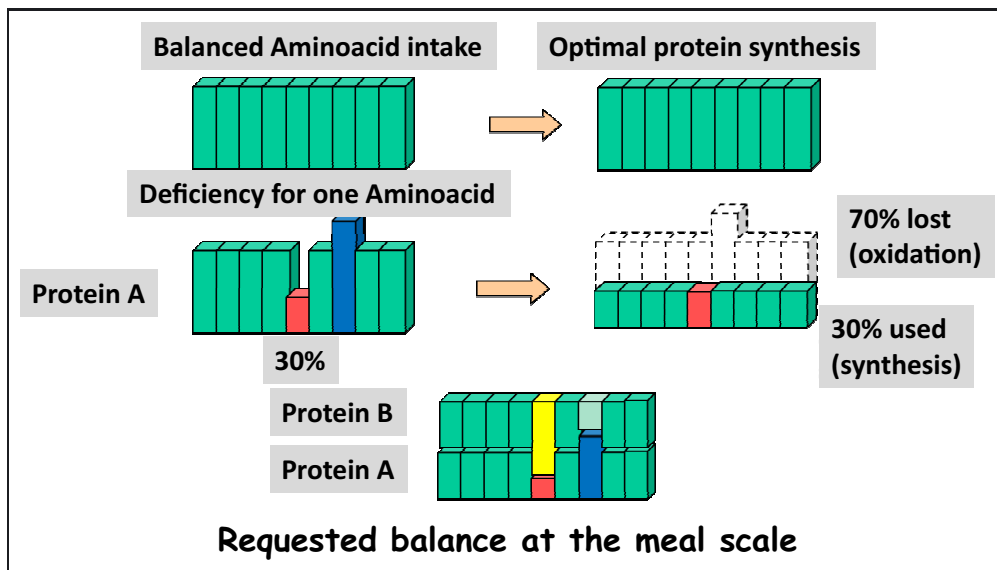 Balanced Aminoacid intake
Optimal protein synthesis
Deficiency for one Aminoacid
70% lost
(oxidation)
Protein A
30%
30% used
(synthesis)
Protein B
Protein A
Requested balance at the meal scale